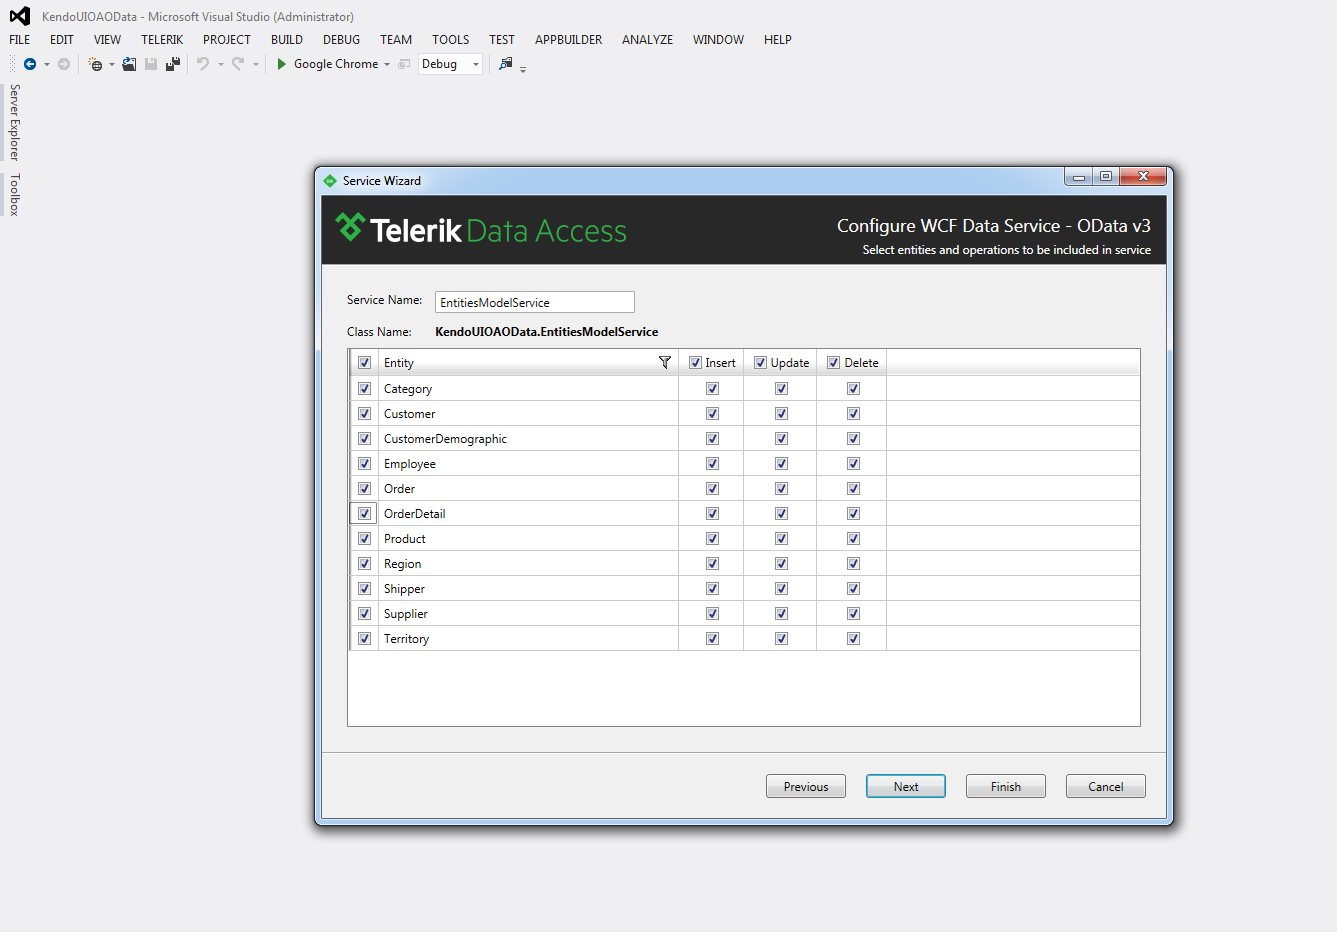 KendoUIOAOData - Microsoft Visual Studio (Administrator)
FILE EDIT VIEW TELERIK PROJECT BUILD DEBUG TEAM TOOLS TEST APPBUILDER ANALYZE WINDOW HELP
Google Chrome Debug
Server Explorer
Toolbox
Service Wizard
Telerik Data Access
Configure WCF Data Service - OData v3
Select entities and operations to be included in service
Service Name: EntitiesModelService
Class Name: KendoUIOAOData.EntitiesModelService
Entity Insert Update Delete
Category
Customer
CustomerDemographic
Employee
Order
OrderDetail
Product
Region
Shipper
Supplier
Territory
Previous Next Finish Cancel